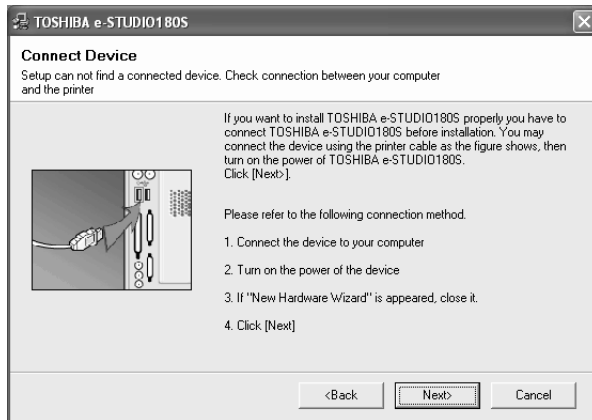 TOSHIBA e-STUDIO180S
Connect Device
Setup can not find a connected device. Check connection between your computer
and the printer
If you want to install TOSHIBA e-STUDIO180S properly you have to
connect TOSHIBA e-STUDIO180S before installation. You may
connect the device using the printer cable as the figure shows, then
turn on the power of TOSHIBA e-STUDIO180S.
Click [Next>].
Please refer to the following connection method.
1. Connect the device to your computer
2. Turn on the power of the device
3. If "New Hardware Wizard" is appeared, close it.
4. Click [Next]
<Back
Next>
Cancel